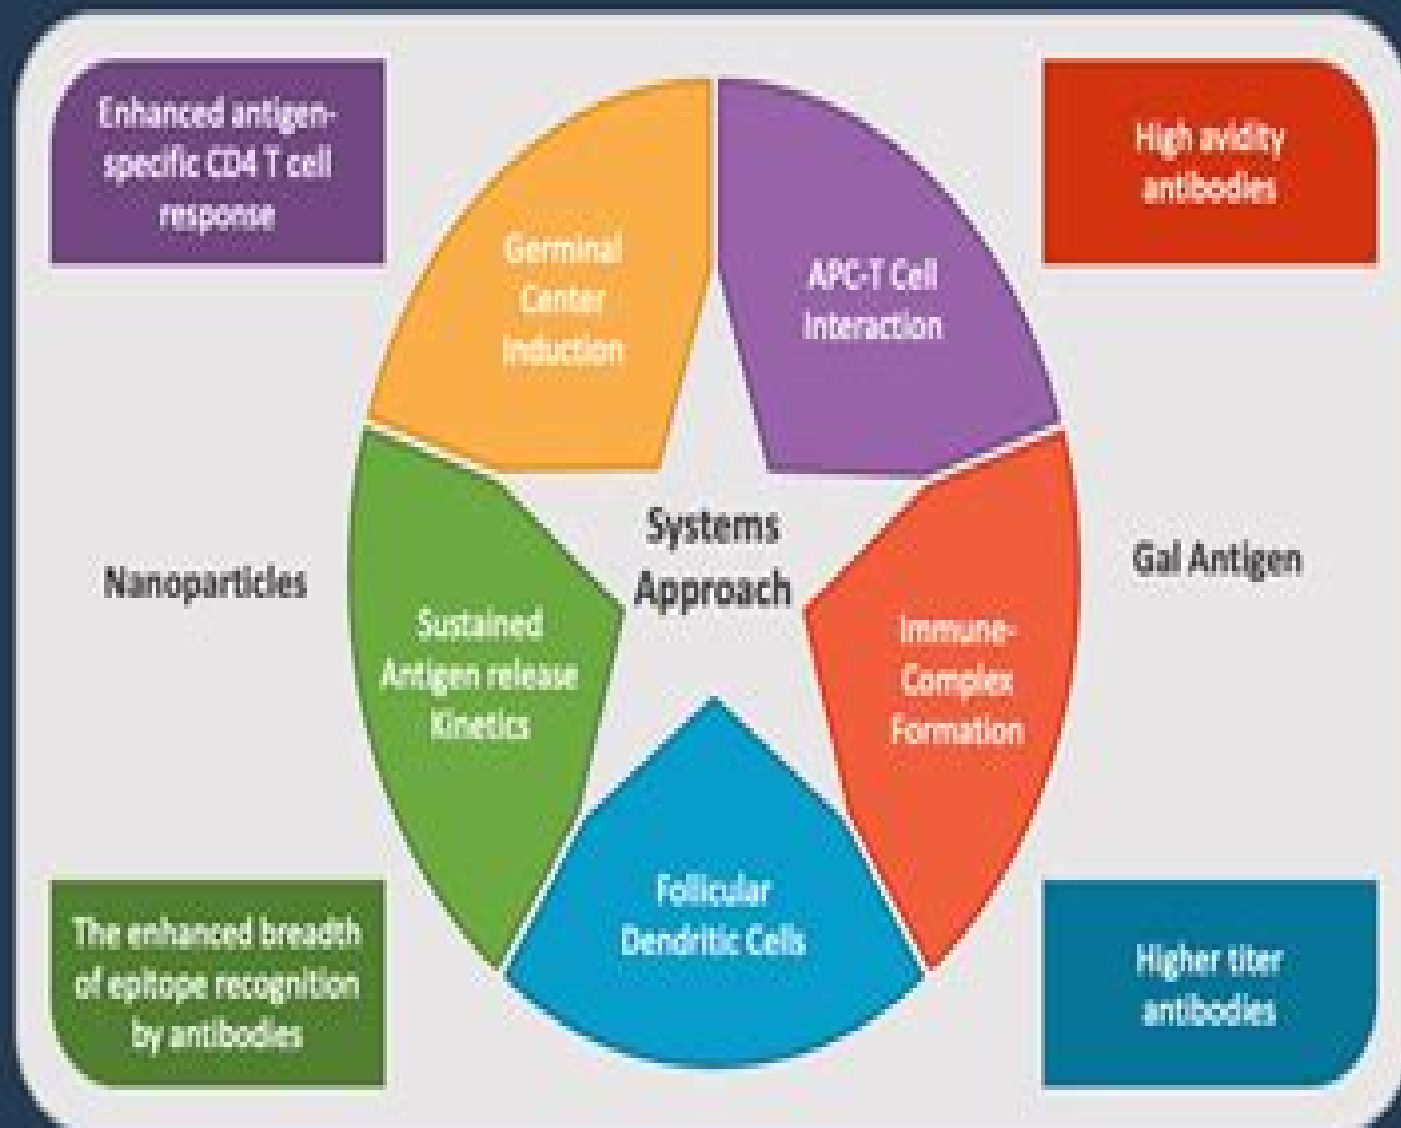 Enhanced antigen-
specific CD4 T cell
response
High avidity
antibodies
Germinal
Center
Induction
APC-T Cell
Interaction
Systems
Approach
Nanoparticles
Gal Antigen
Sustained
Antigen release
Kinetics
Immune-
Complex
Formation
Follicular
Dendritic Cells
The enhanced breadth
of epitope recognition
by antibodies
Higher titer
antibodies